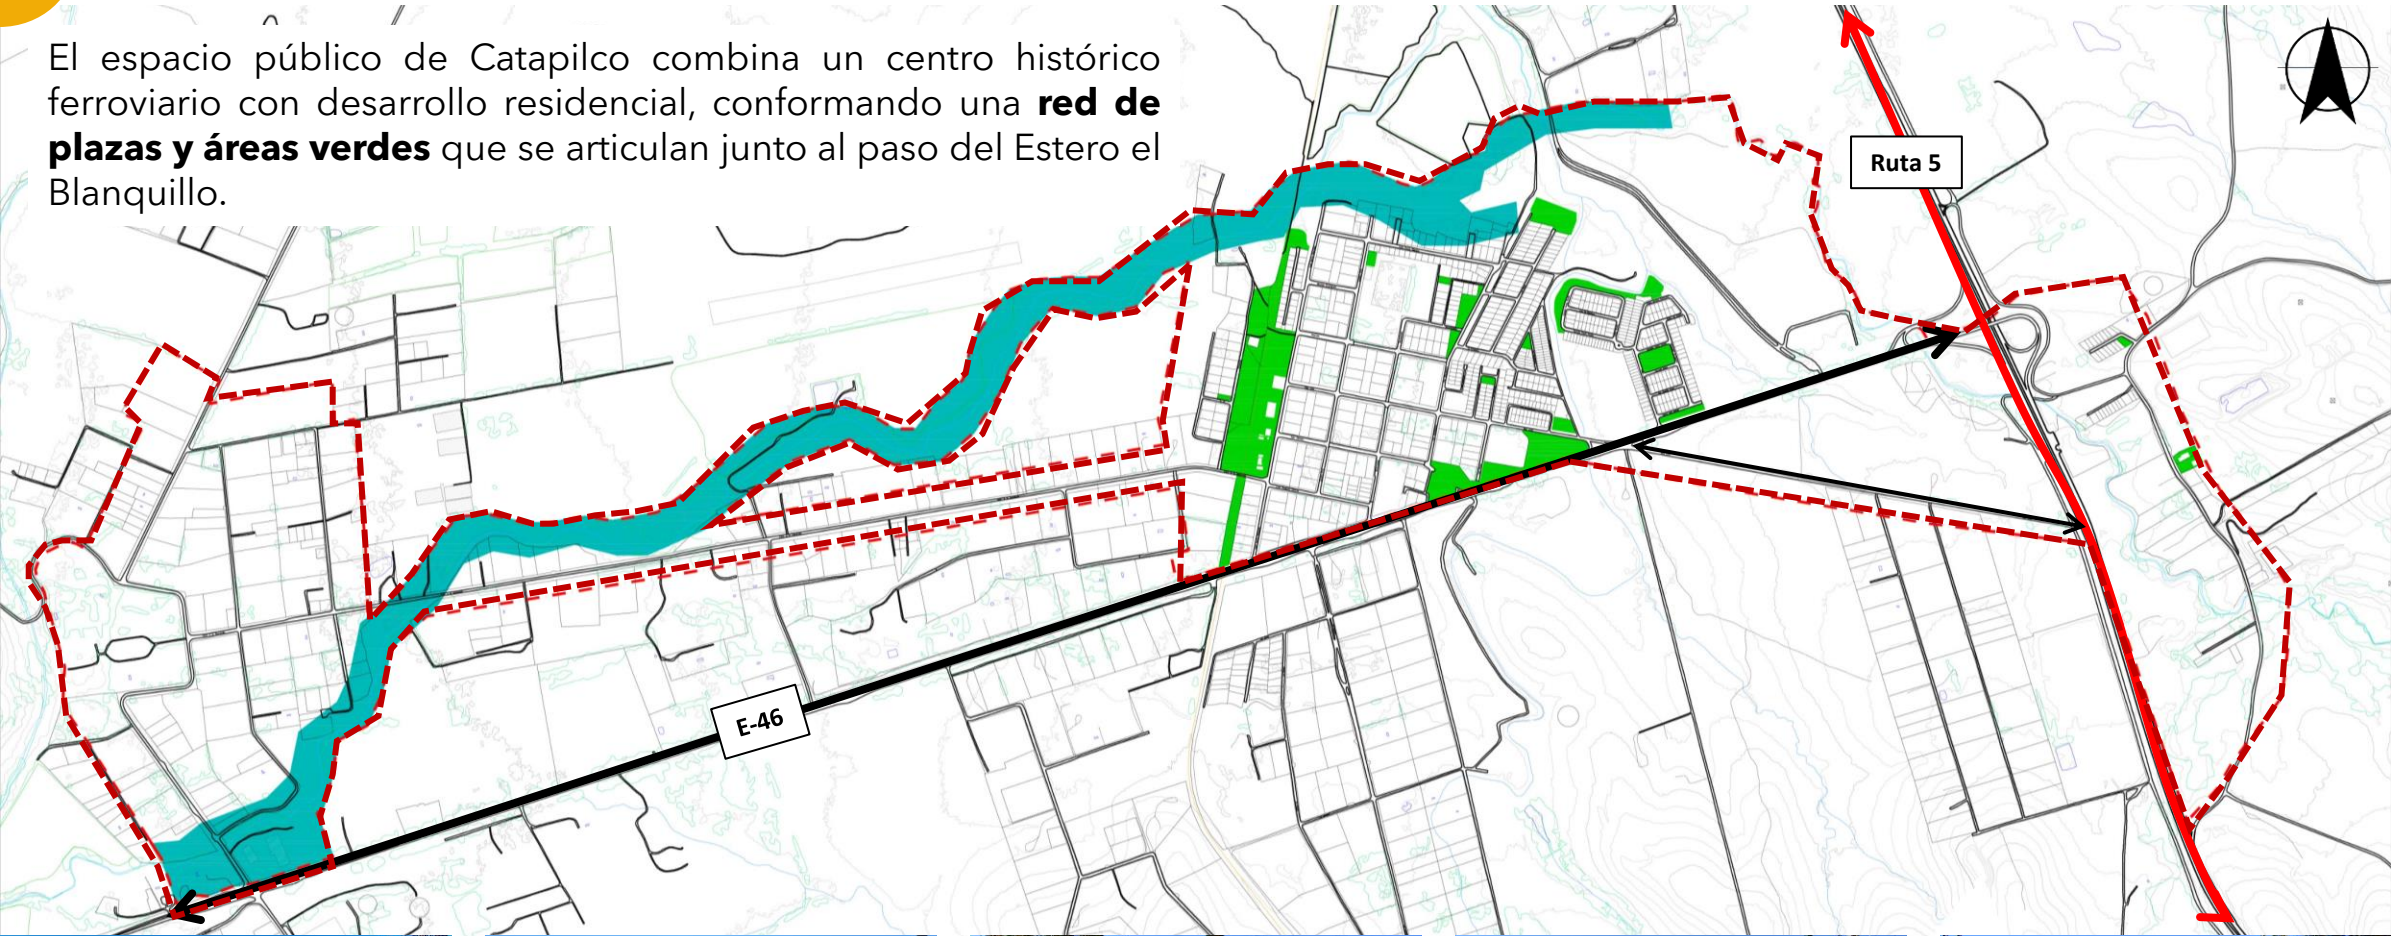 El espacio público de Catapilco combina un centro histórico
ferroviario con desarrollo residencial, conformando una red de
plazas y áreas verdes que se articulan junto al paso del Estero el
Blanquillo.
Ruta 5
E-46